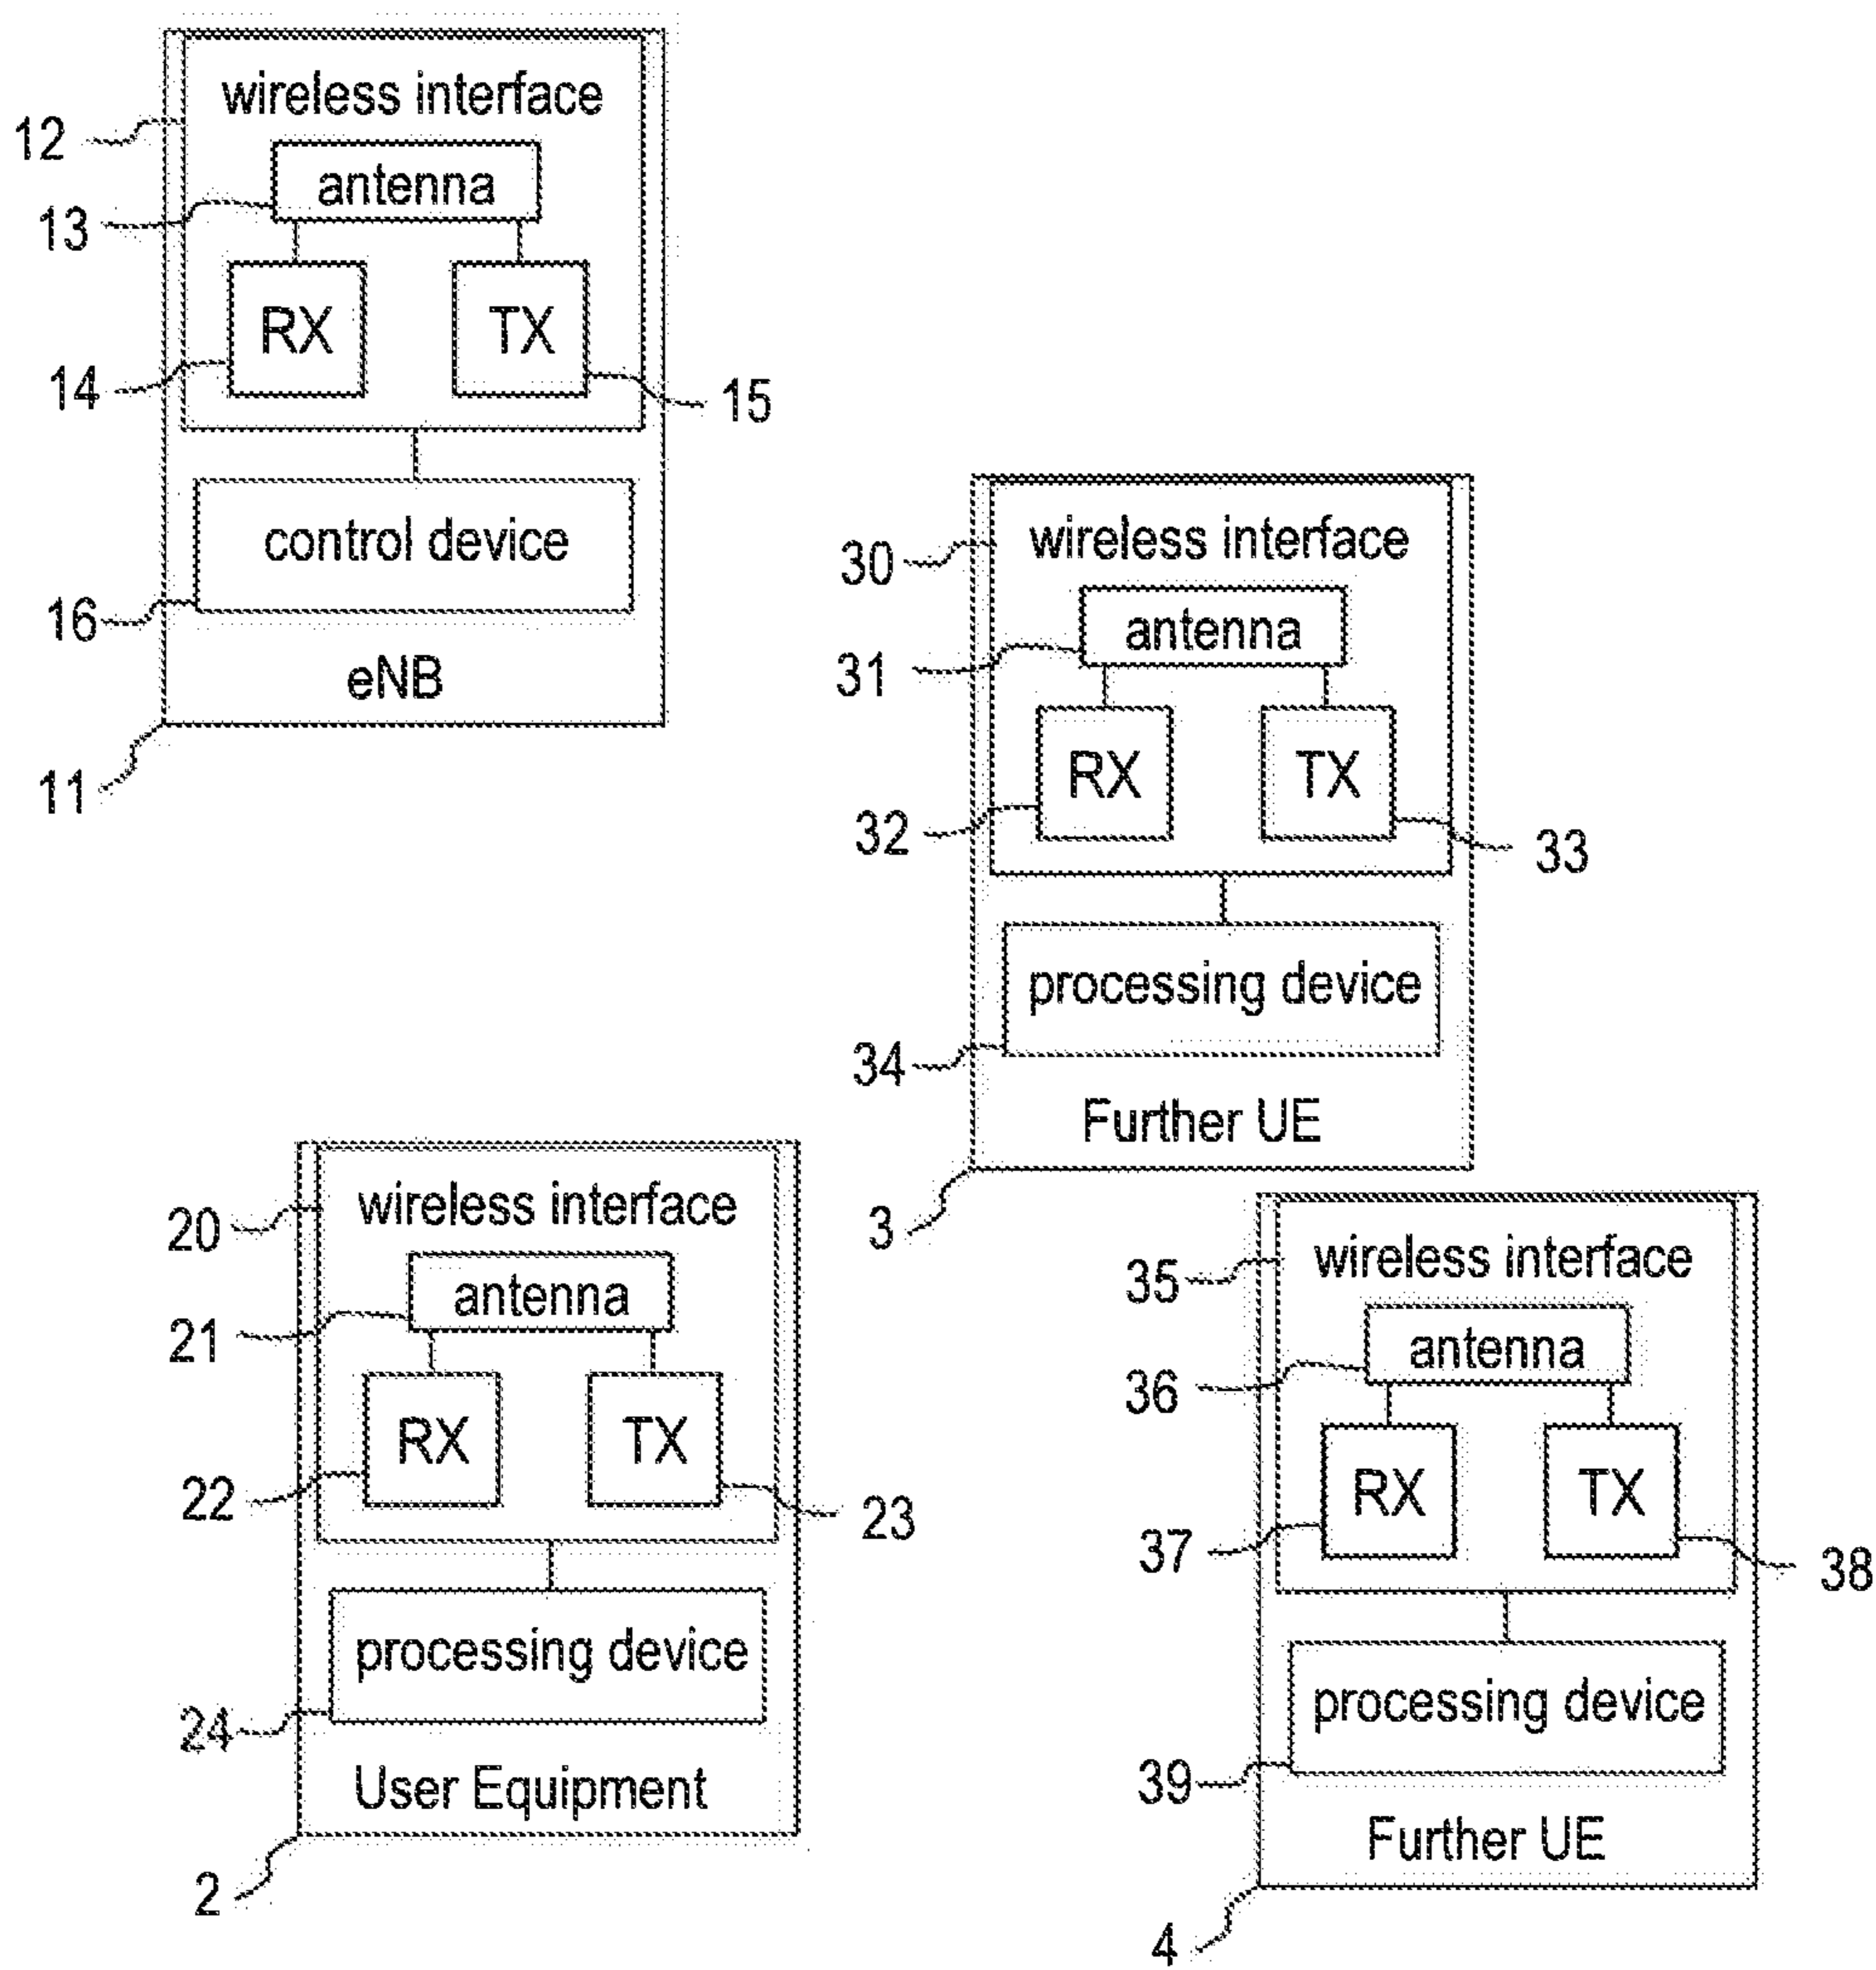 wireless interface
12
antenna
13
RX
TX
14
15
control device
16
eNB
11
wireless interface
30
antenna
31
RX
TX
32
33
processing device
34
Further UE
3
wireless interface
20
antenna
21
RX
TX
22
23
processing device
24
User Equipment
2
wireless interface
35
antenna
36
RX
TX
37
38
processing device
39
Further UE
4